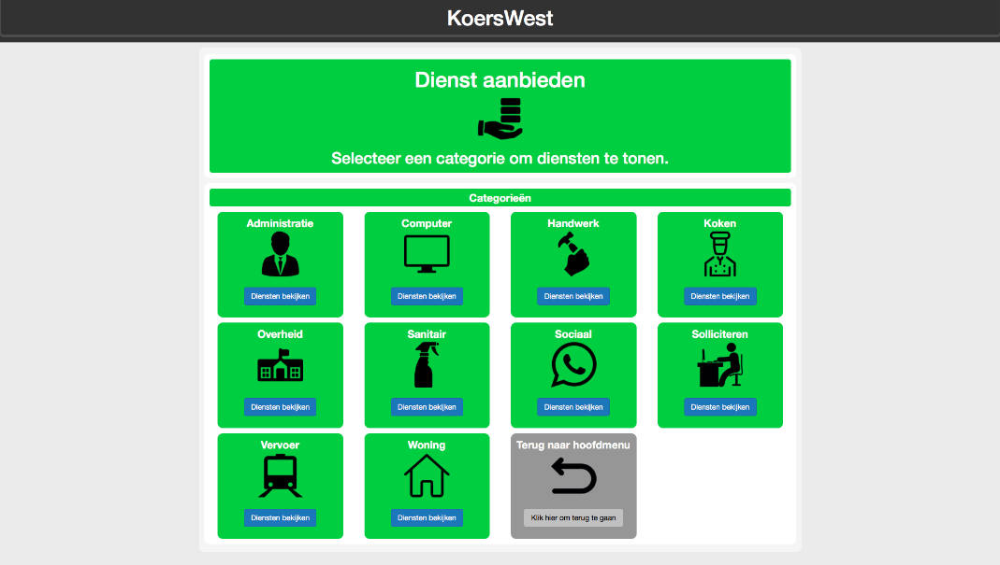 KoersWest
Dienst aanbieden
Selecteer een categorie om diensten te tonen.
Categorieën
Administratie
Diensten bekijken
Computer
Diensten bekijken
Handwerk
Diensten bekijken
Koken
Diensten bekijken
Overheid
Diensten bekijken
Sanitair
Diensten bekijken
Sociaal
Diensten bekijken
Solliciteren
Diensten bekijken
Vervoer
Diensten bekijken
Woning
Diensten bekijken
Terug naar hoofdmenu
Klik hier om terug te gaan